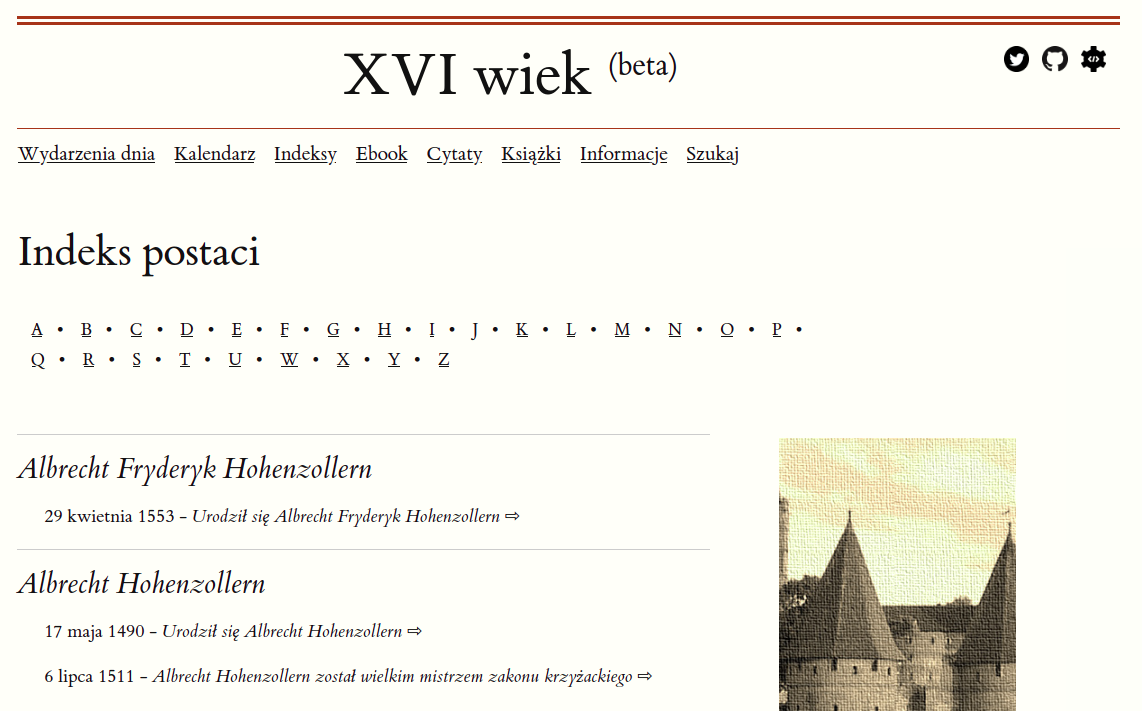 XVI wiek (beta)
Wydarzenia dnia Kalendarz Indeksy Ebook Cytaty Książki Informacje Szukaj
Indeks postaci
A • B • C • D • E • F • G • H • I • J • K • L • M • N • O • P •
Q • R • S • T • U • W • X • Y • Z
Albrecht Fryderyk Hohenzollern
29 kwietnia 1553 - Urodził się Albrecht Fryderyk Hohenzollern ⇨
Albrecht Hohenzollern
17 maja 1490 - Urodził się Albrecht Hohenzollern ⇨
6 lipca 1511 - Albrecht Hohenzollern został wielkim mistrzem zakonu krzyżackiego ⇨